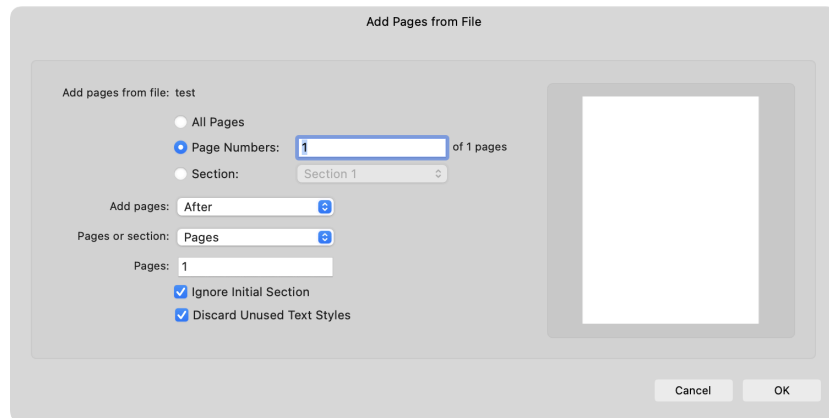 Add Pages from File
Add pages from file: test
All Pages
Page Numbers: 1 of 1 pages
Section: Section 1
Add pages: After
Pages or section: Pages
Pages: 1
Ignore Initial Section
Discard Unused Text Styles
Cancel OK